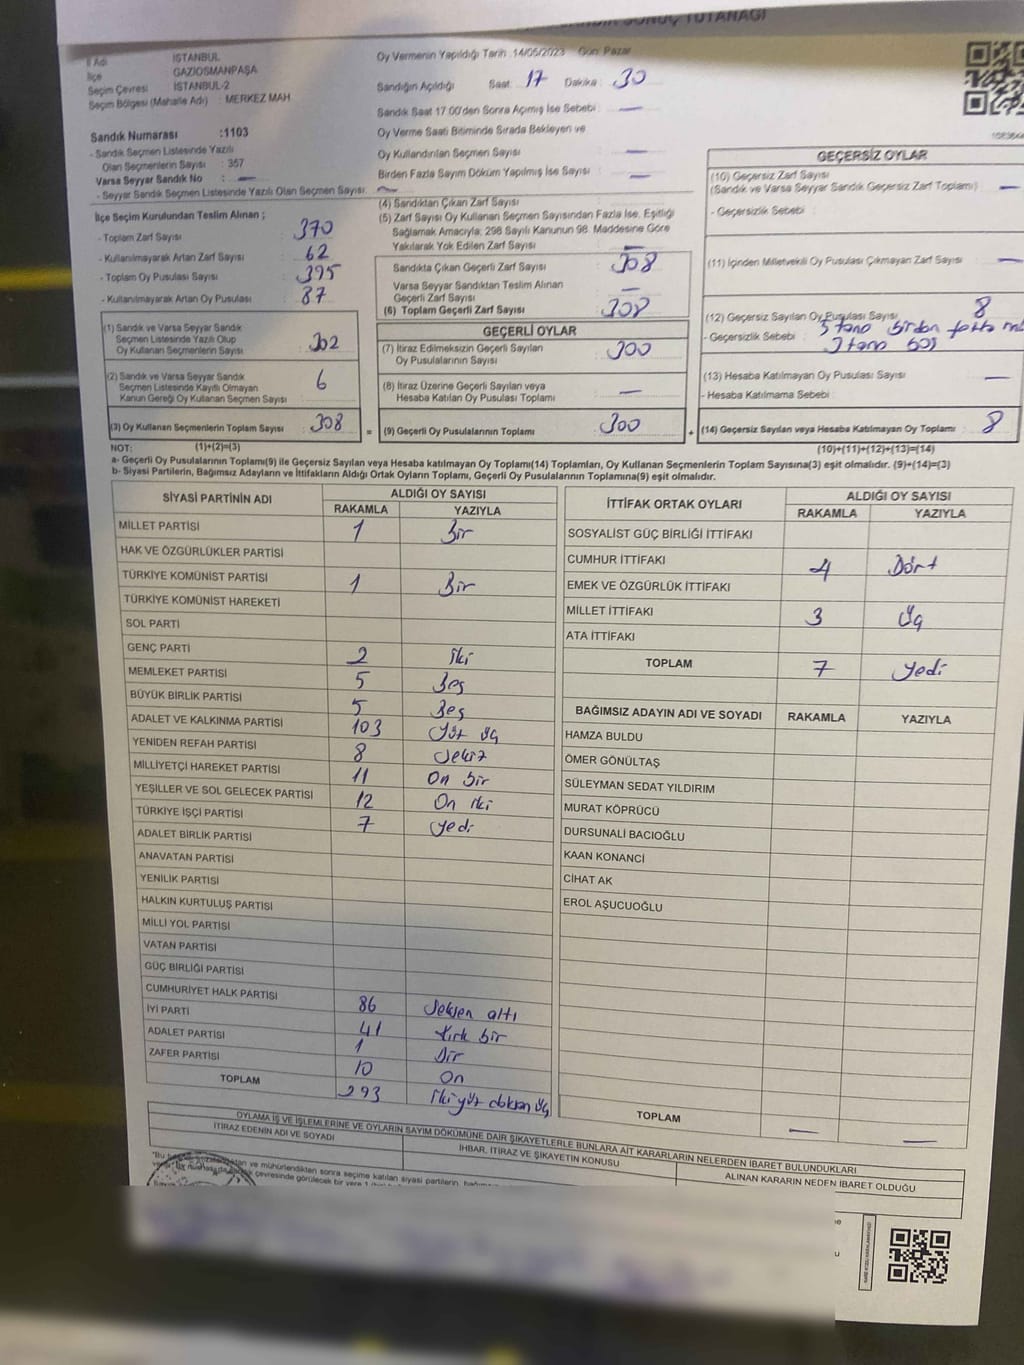 SONUÇ TUTANAĞI
İl Adı İSTANBUL
İlçe GAZİOSMANPAŞA
Seçim Çevresi İSTANBUL-2
Seçim Bölgesi (Mahalle Adı) : MERKEZ MAH
Sandık Numarası :1103
- Sandık Seçmen Listesinde Yazılı
Olan Seçmenlerin Sayısı : 357
Varsa Seyyar Sandık No : —
- Seyyar Sandık Seçmen Listesinde Yazılı Olan Seçmen Sayısı: —
Oy Vermenin Yapıldığı Tarih :14/05/2023 Gün: Pazar
Sandığın Açıldığı Saat: 17 Dakika : 30
Sandık Saat 17.00'den Sonra Açılmış İse Sebebi : —
Oy Verme Saati Bitiminde Sırada Bekleyen ve
Oy Kullandırılan Seçmen Sayısı : —
Birden Fazla Sayım Döküm Yapılmış İse Sayısı : —
İlçe Seçim Kurulundan Teslim Alınan ;
- Toplam Zarf Sayısı : 370
- Kullanılmayarak Artan Zarf Sayısı : 62
- Toplam Oy Pusulası Sayısı : 395
- Kullanılmayarak Artan Oy Pusulası : 87
(4) Sandıktan Çıkan Zarf Sayısı
(5) Zarf Sayısı Oy Kullanan Seçmen Sayısından Fazla İse, Eşitliği
Sağlamak Amacıyla; 298 Sayılı Kanunun 98. Maddesine Göre
Yakılarak Yok Edilen Zarf Sayısı : —
Sandıkta Çıkan Geçerli Zarf Sayısı : 308
Varsa Seyyar Sandıktan Teslim Alınan
Geçerli Zarf Sayısı : —
(6) Toplam Geçerli Zarf Sayısı : 308
GEÇERSİZ OYLAR
(10) Geçersiz Zarf Sayısı
(Sandık ve Varsa Seyyar Sandık Geçersiz Zarf Toplamı) : —
- Geçersizlik Sebebi :
(11) İçinden Milletvekili Oy Pusulası Çıkmayan Zarf Sayısı : —
(12) Geçersiz Sayılan Oy Pusulası Sayısı : 8
- Geçersizlik Sebebi : 5 tane birden fazla
3 tane boş
(13) Hesaba Katılmayan Oy Pusulası Sayısı : —
- Hesaba Katılmama Sebebi :
(1) Sandık ve Varsa Seyyar Sandık
Seçmen Listesinde Yazılı Olup
Oy Kullanan Seçmenlerin Sayısı : 302
(2) Sandık ve Varsa Seyyar Sandık
Seçmen Listesinde Kayıtlı Olmayan
Kanun Gereği Oy Kullanan Seçmen Sayısı : 6
GEÇERLİ OYLAR
(7) İtiraz Edilmeksizin Geçerli Sayılan
Oy Pusulalarının Sayısı : 300
(8) İtiraz Üzerine Geçerli Sayılan veya
Hesaba Katılan Oy Pusulası Toplamı : —
(3) Oy Kullanan Seçmenlerin Toplam Sayısı : 308 = (9) Geçerli Oy Pusulalarının Toplamı : 300 + (14) Geçersiz Sayılan veya Hesaba Katılmayan Oy Toplamı : 8
NOT: (1)+(2)=(3) (10)+(11)+(12)+(13)=(14)
a- Geçerli Oy Pusulalarının Toplamı(9) ile Geçersiz Sayılan veya Hesaba katılmayan Oy Toplamı(14) Toplamları, Oy Kullanan Seçmenlerin Toplam Sayısına(3) eşit olmalıdır. (9)+(14)=(3)
b- Siyasi Partilerin, Bağımsız Adayların ve İttifakların Aldığı Ortak Oyların Toplamı, Geçerli Oy Pusulalarının Toplamına(9) eşit olmalıdır.
SİYASİ PARTİNİN ADI ALDIĞI OY SAYISI
RAKAMLA YAZIYLA
MİLLET PARTİSİ 1 Bir
HAK VE ÖZGÜRLÜKLER PARTİSİ
TÜRKİYE KOMÜNİST PARTİSİ 1 Bir
TÜRKİYE KOMÜNİST HAREKETİ
SOL PARTİ
GENÇ PARTİ 2 iki
MEMLEKET PARTİSİ 5 Beş
BÜYÜK BİRLİK PARTİSİ 5 Beş
ADALET VE KALKINMA PARTİSİ 103 Yüz üç
YENİDEN REFAH PARTİSİ 8 Sekiz
MİLLİYETÇİ HAREKET PARTİSİ 11 On bir
YEŞİLLER VE SOL GELECEK PARTİSİ 12 On iki
TÜRKİYE İŞÇİ PARTİSİ 7 yedi
ADALET BİRLİK PARTİSİ
ANAVATAN PARTİSİ
YENİLİK PARTİSİ
HALKIN KURTULUŞ PARTİSİ
MİLLİ YOL PARTİSİ
VATAN PARTİSİ
GÜÇ BİRLİĞİ PARTİSİ
CUMHURİYET HALK PARTİSİ 86 Seksen altı
İYİ PARTİ 41 Kırk bir
ADALET PARTİSİ 1 Bir
ZAFER PARTİSİ 10 On
TOPLAM 293 ikiyüz doksan üç
İTTİFAK ORTAK OYLARI ALDIĞI OY SAYISI
RAKAMLA YAZIYLA
SOSYALİST GÜÇ BİRLİĞİ İTTİFAKI
CUMHUR İTTİFAKI 4 Dört
EMEK VE ÖZGÜRLÜK İTTİFAKI
MİLLET İTTİFAKI 3 Üç
ATA İTTİFAKI
TOPLAM 7 yedi
BAĞIMSIZ ADAYIN ADI VE SOYADI RAKAMLA YAZIYLA
HAMZA BULDU
ÖMER GÖNÜLTAŞ
SÜLEYMAN SEDAT YILDIRIM
MURAT KÖPRÜCÜ
DURSUNALİ BACIOĞLU
KAAN KONANCİ
CİHAT AK
EROL AŞUCUOĞLU
TOPLAM — —
OYLAMA İŞ VE İŞLEMLERİNE VE OYLARIN SAYIM DÖKÜMÜNE DAİR ŞİKAYETLERLE BUNLARA AİT KARARLARIN NELERDEN İBARET BULUNDUKLARI
İTİRAZ EDENİN ADI VE SOYADI İHBAR, İTİRAZ VE ŞİKAYETİN KONUSU ALINAN KARARIN NEDEN İBARET OLDUĞU
ve mühürlendikten sonra seçime katılan siyasi partilerin,
çevresinde görülecek bir yere 1